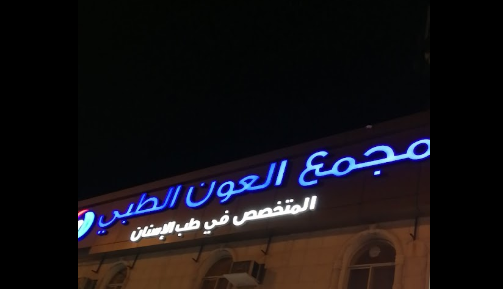 مجمع العون الطبي
المتخصص في طب الإسنان